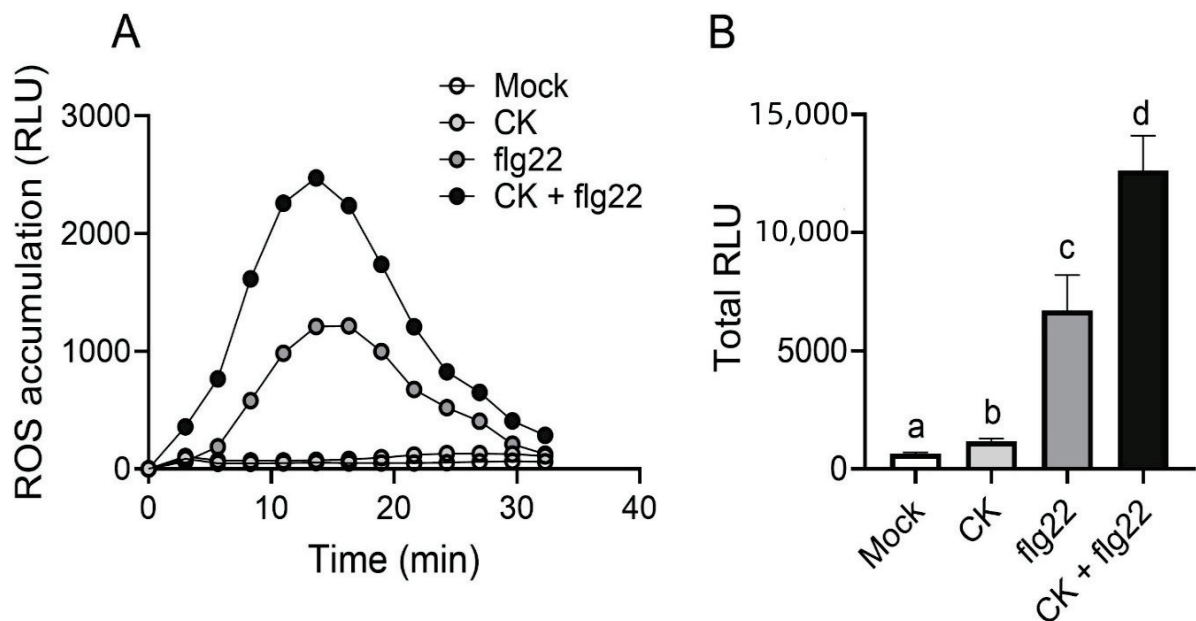 A
ROS accumulation (RLU)
3000
2000
1000
0
0
10
20
30
40
Time (min)
Mock
CK
flg22
CK + flg22
B
Total RLU
15,000
10,000
5000
0
a
b
c
d
Mock
CK
flg22
CK + flg22